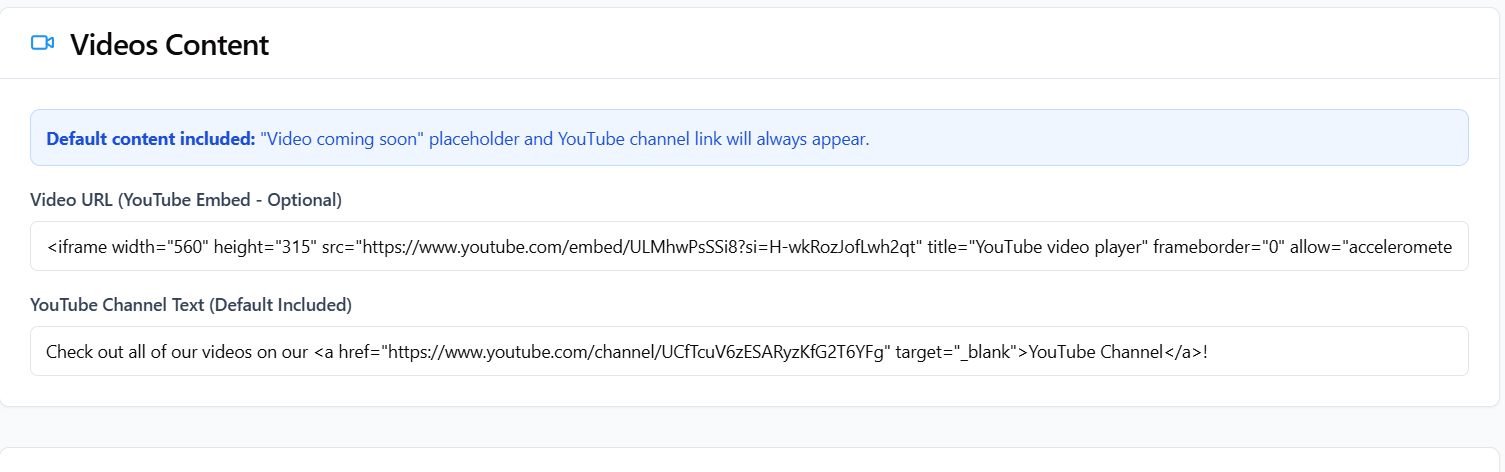 Videos Content
Default content included: "Video coming soon" placeholder and YouTube channel link will always appear.
Video URL (YouTube Embed - Optional)
<iframe width="560" height="315" src="https://www.youtube.com/embed/ULMhwPsSSi8?si=H-wkRozJofLwh2qt" title="YouTube video player" frameborder="0" allow="acceleromete
YouTube Channel Text (Default Included)
Check out all of our videos on our <a href="https://www.youtube.com/channel/UCfTcuV6zESARyzKfG2T6YFg" target="_blank">YouTube Channel</a>!